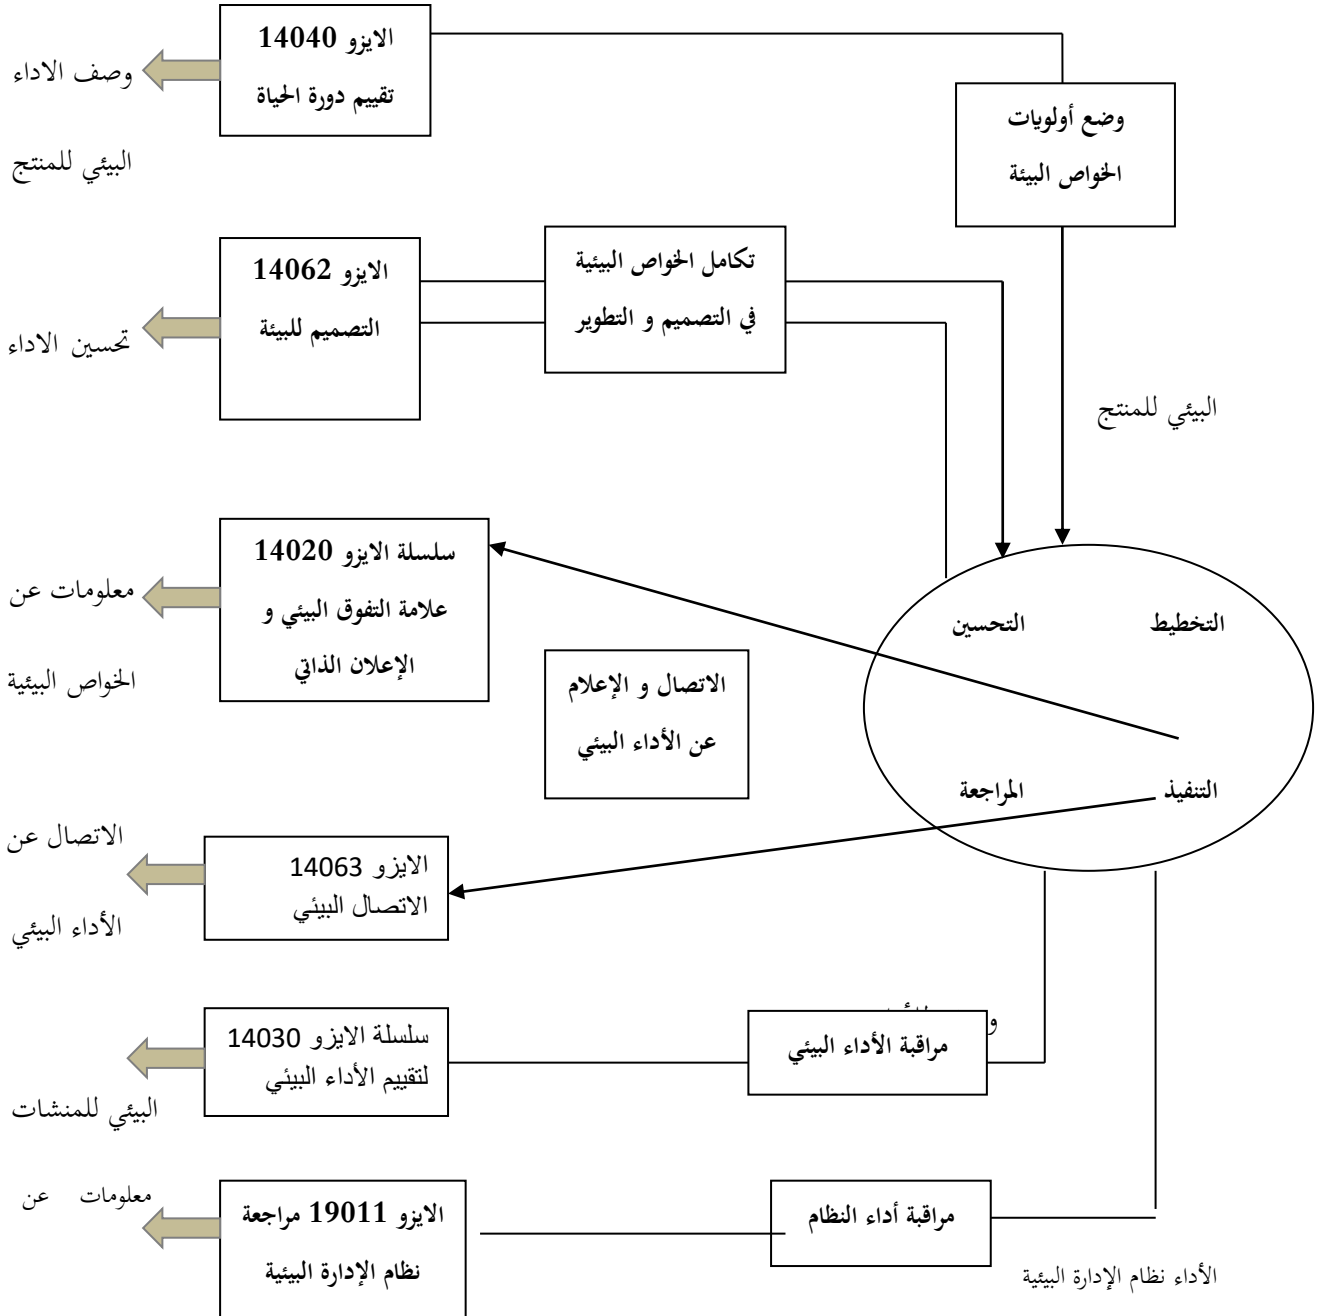 الايزو 14040
تقييم دورة الحياة
وصف الاداء
البيئي للمنتج
وضع أولويات
الخواص البيئة
الايزو 14062
التصميم للبيئة
تكامل الخواص البيئية
في التصميم و التطوير
تحسين الاداء
البيئي للمنتج
سلسلة الايزو 14020
علامة التفوق البيئي و
الإعلان الذاتي
معلومات عن
الخواص البيئية
الاتصال و الإعلام
عن الأداء البيئي
التخطيط
التحسين
التنفيذ
المراجعة
الايزو 14063
الاتصال البيئي
الاتصال عن
الأداء البيئي
مراقبة الأداء البيئي
سلسلة الايزو 14030
لتقييم الأداء البيئي
البيئي للمنشات
مراقبة أداء النظام
الايزو 19011 مراجعة
نظام الإدارة البيئية
معلومات عن
الأداء نظام الإدارة البيئية